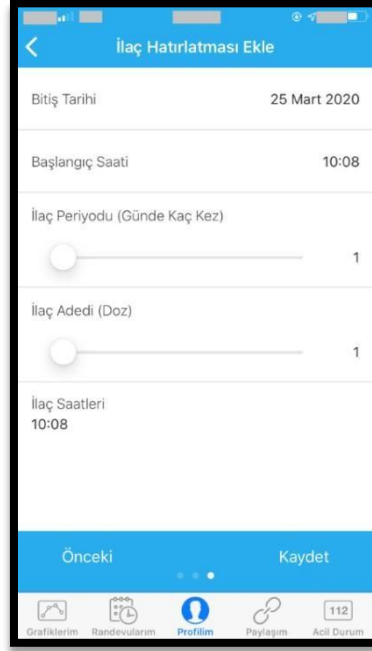 İlaç Hatırlatması Ekle
Bitiş Tarihi 25 Mart 2020
Başlangıç Saati 10:08
İlaç Periyodu (Günde Kaç Kez)
1
İlaç Adedi (Doz)
1
İlaç Saatleri
10:08
Önceki Kaydet
112
Grafiklerim Randevularım Profilim Paylaşım Acil Durum